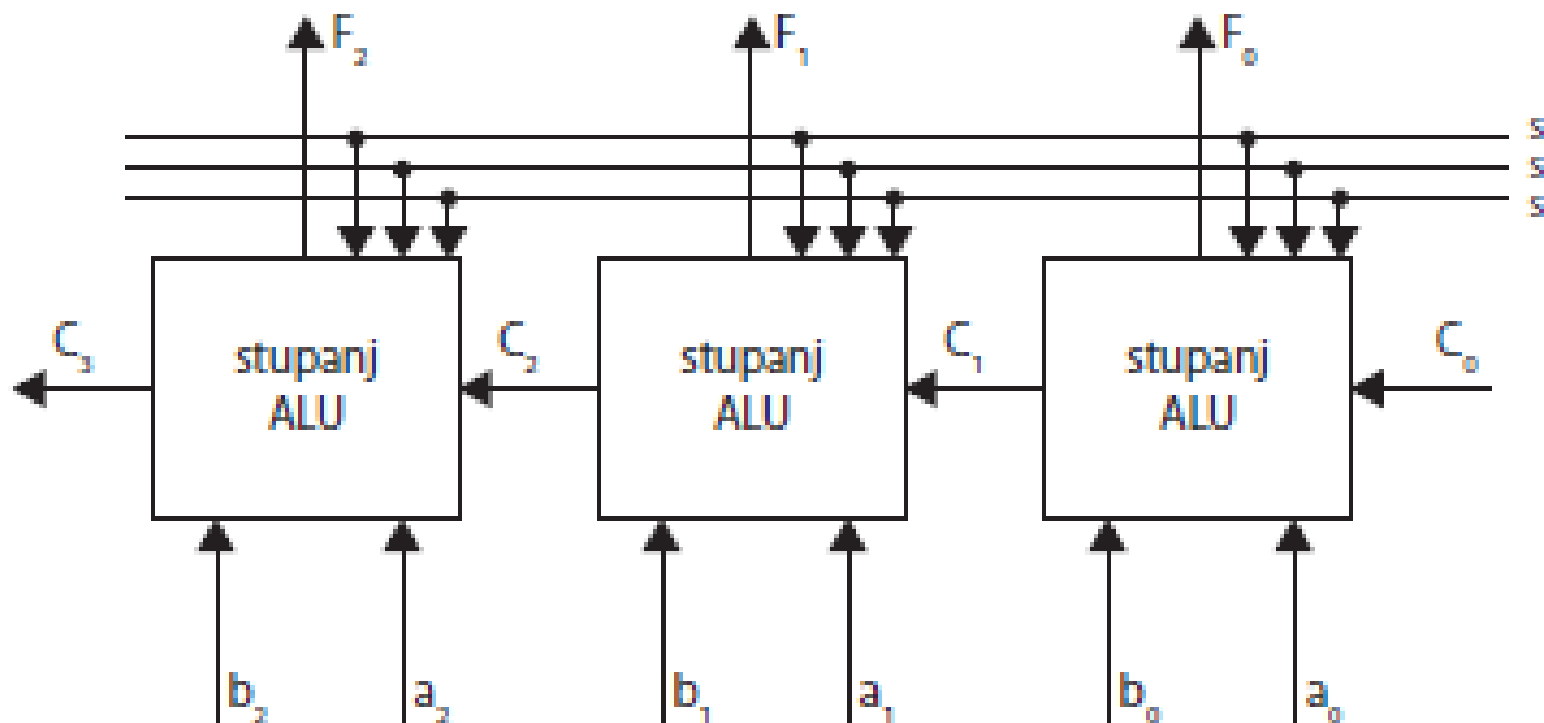 F₂ F₁ F₀
s
s
s
C₃ stupanj ALU C₂ stupanj ALU C₁ stupanj ALU C₀
b₂ a₂ b₁ a₁ b₀ a₀